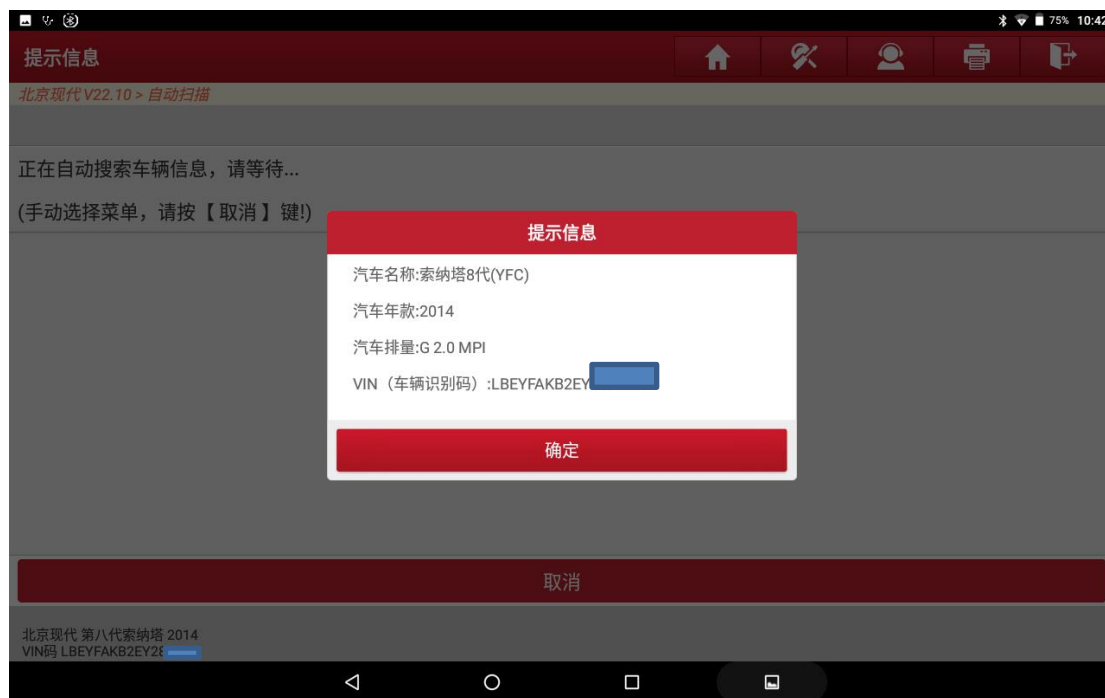 75% 10:42
提示信息
北京现代 V22.10 > 自动扫描
正在自动搜索车辆信息，请等待...
(手动选择菜单，请按【取消】键!)
提示信息
汽车名称:索纳塔8代(YFC)
汽车年款:2014
汽车排量:G 2.0 MPI
VIN（车辆识别码）:LBEYFAKB2EY
确定
取消
北京现代 第八代索纳塔 2014
VIN码 LBEYFAKB2EY28